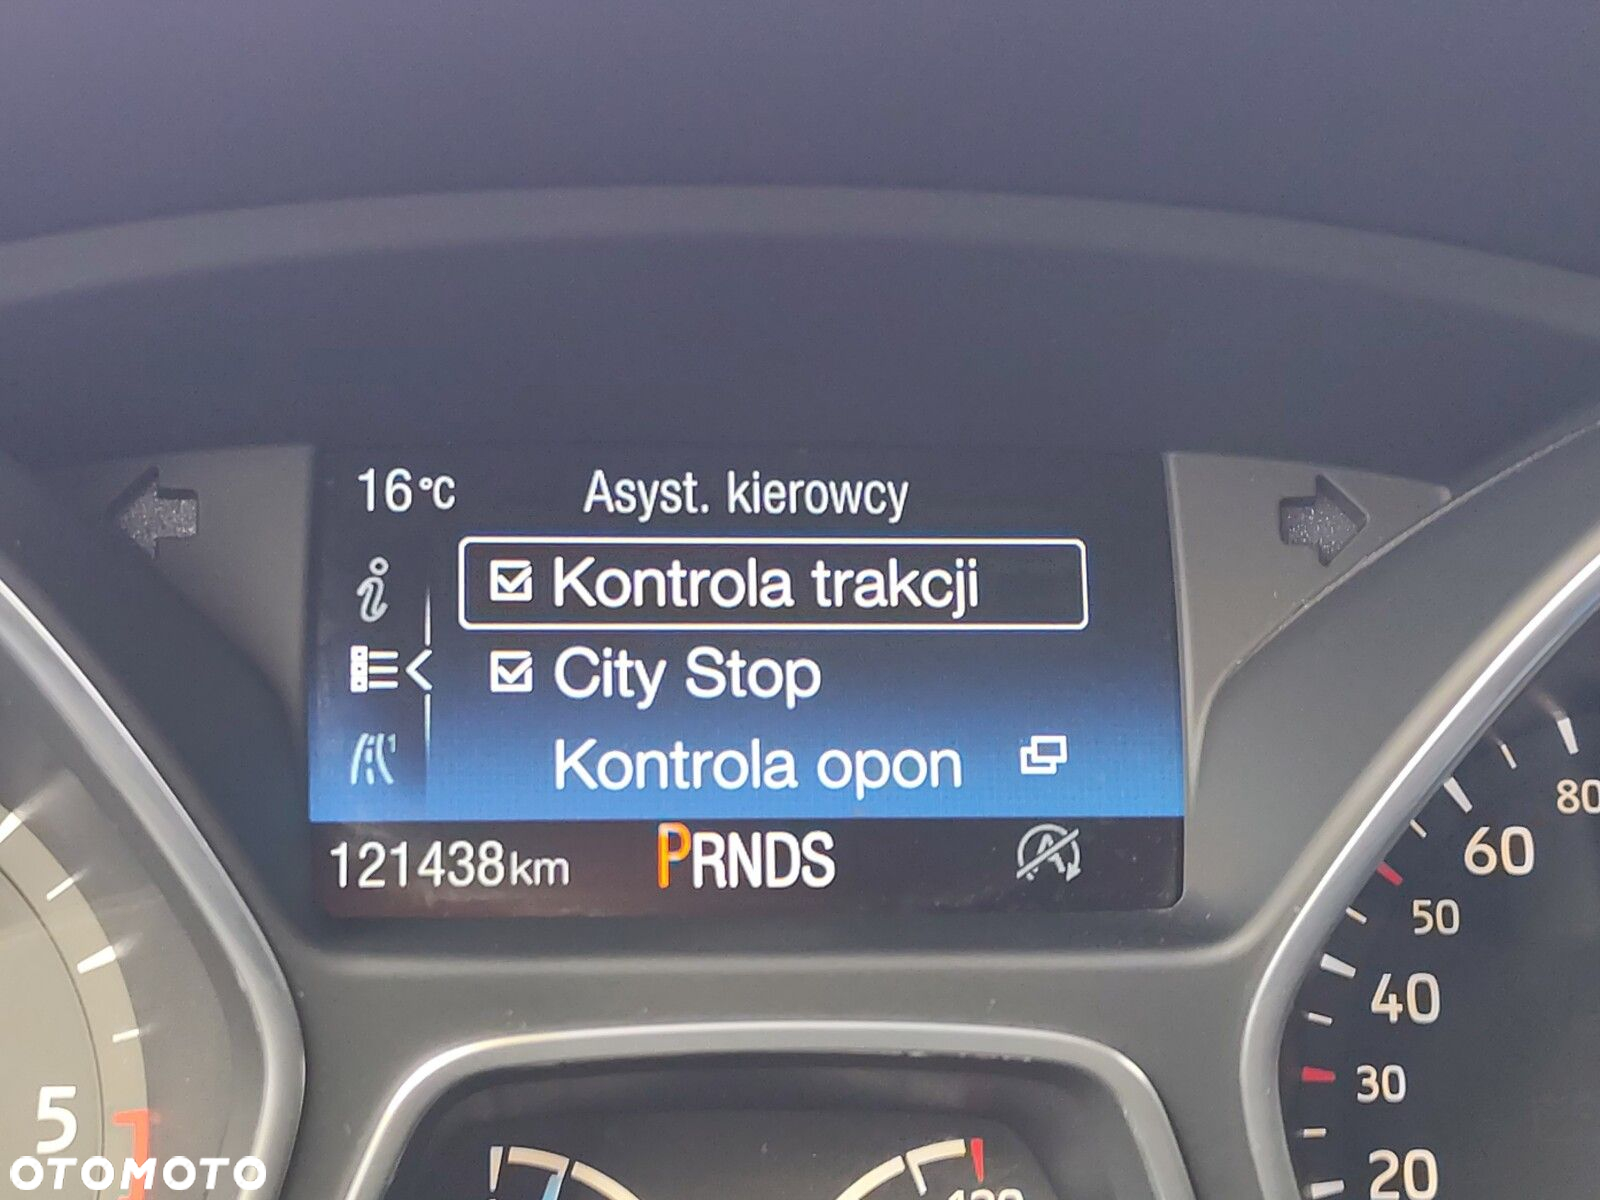 16°C Asyst. kierowcy
Kontrola trakcji
City Stop
Kontrola opon
121438km PRNDS
80
60
50
40
30
20
5
OTOMOTO